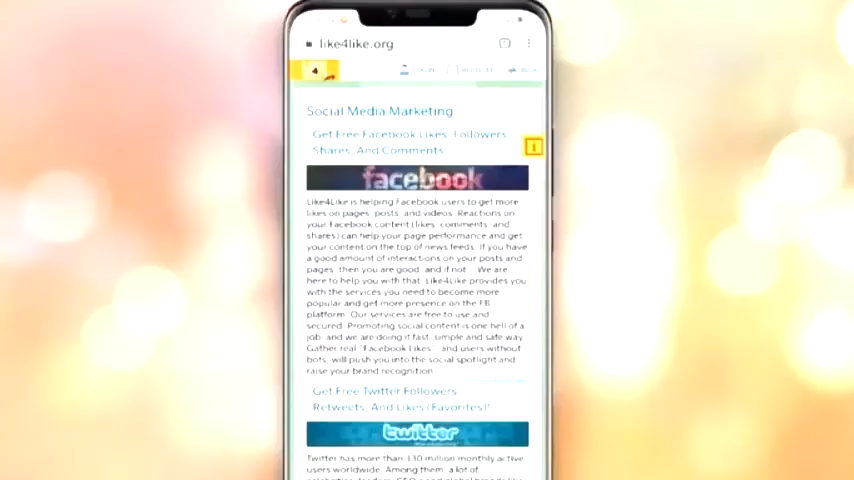 like4like.org
4
LOGIN REGISTER BLOG
Social Media Marketing
Get Free Facebook Likes, Followers,
Shares, And Comments
i
facebook
Like4Like is helping Facebook users to get more
likes on pages, posts, and videos. Reactions on
your Facebook content (likes, comments, and
shares) can help your page performance and get
your content on the top of news feeds. If you have
a good amount of interactions on your posts and
pages, then you are good, and if not... We are
here to help you with that. Like4Like provides you
with the services you need to become more
popular and get more presence on the FB
platform. Our services are free to use and
secured. Promoting social content is one hell of a
job, and we are doing it fast, simple and safe way.
Gather real "Facebook Likes" and users without
bots, will push you into the social spotlight and
raise your brand recognition.
Get Free Twitter Followers,
Retweets, And Likes (Favorites)!
twitter
Twitter has more than 330 million monthly active
users worldwide. Among them, a lot of